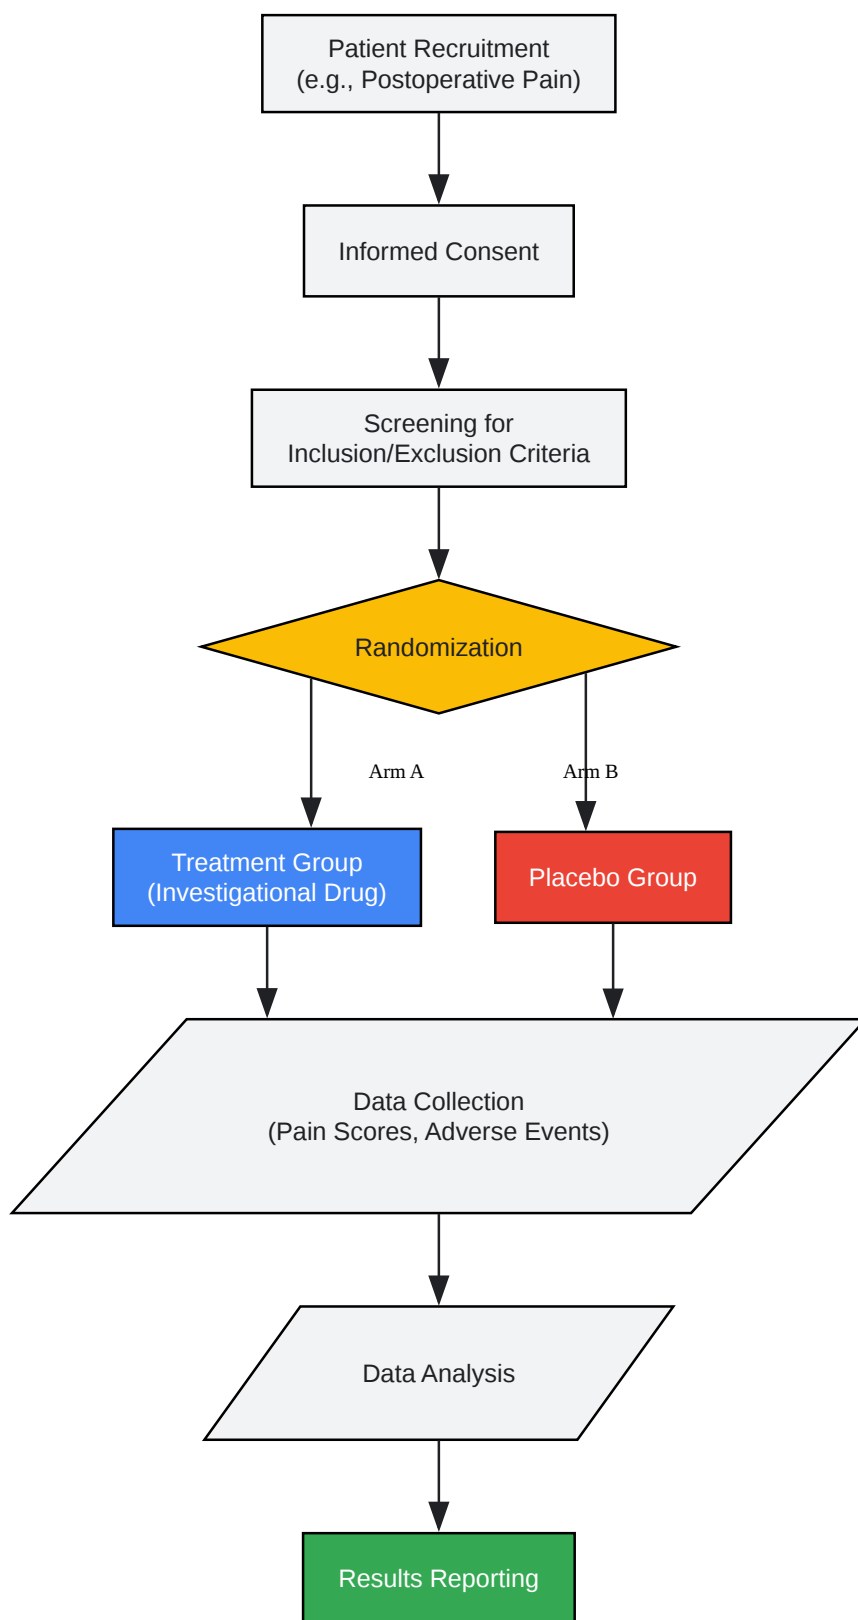 Patient Recruitment
(e.g., Postoperative Pain)
Informed Consent
Screening for
Inclusion/Exclusion Criteria
Randomization
Arm A
Arm B
Treatment Group
(Investigational Drug)
Placebo Group
Data Collection
(Pain Scores, Adverse Events)
Data Analysis
Results Reporting